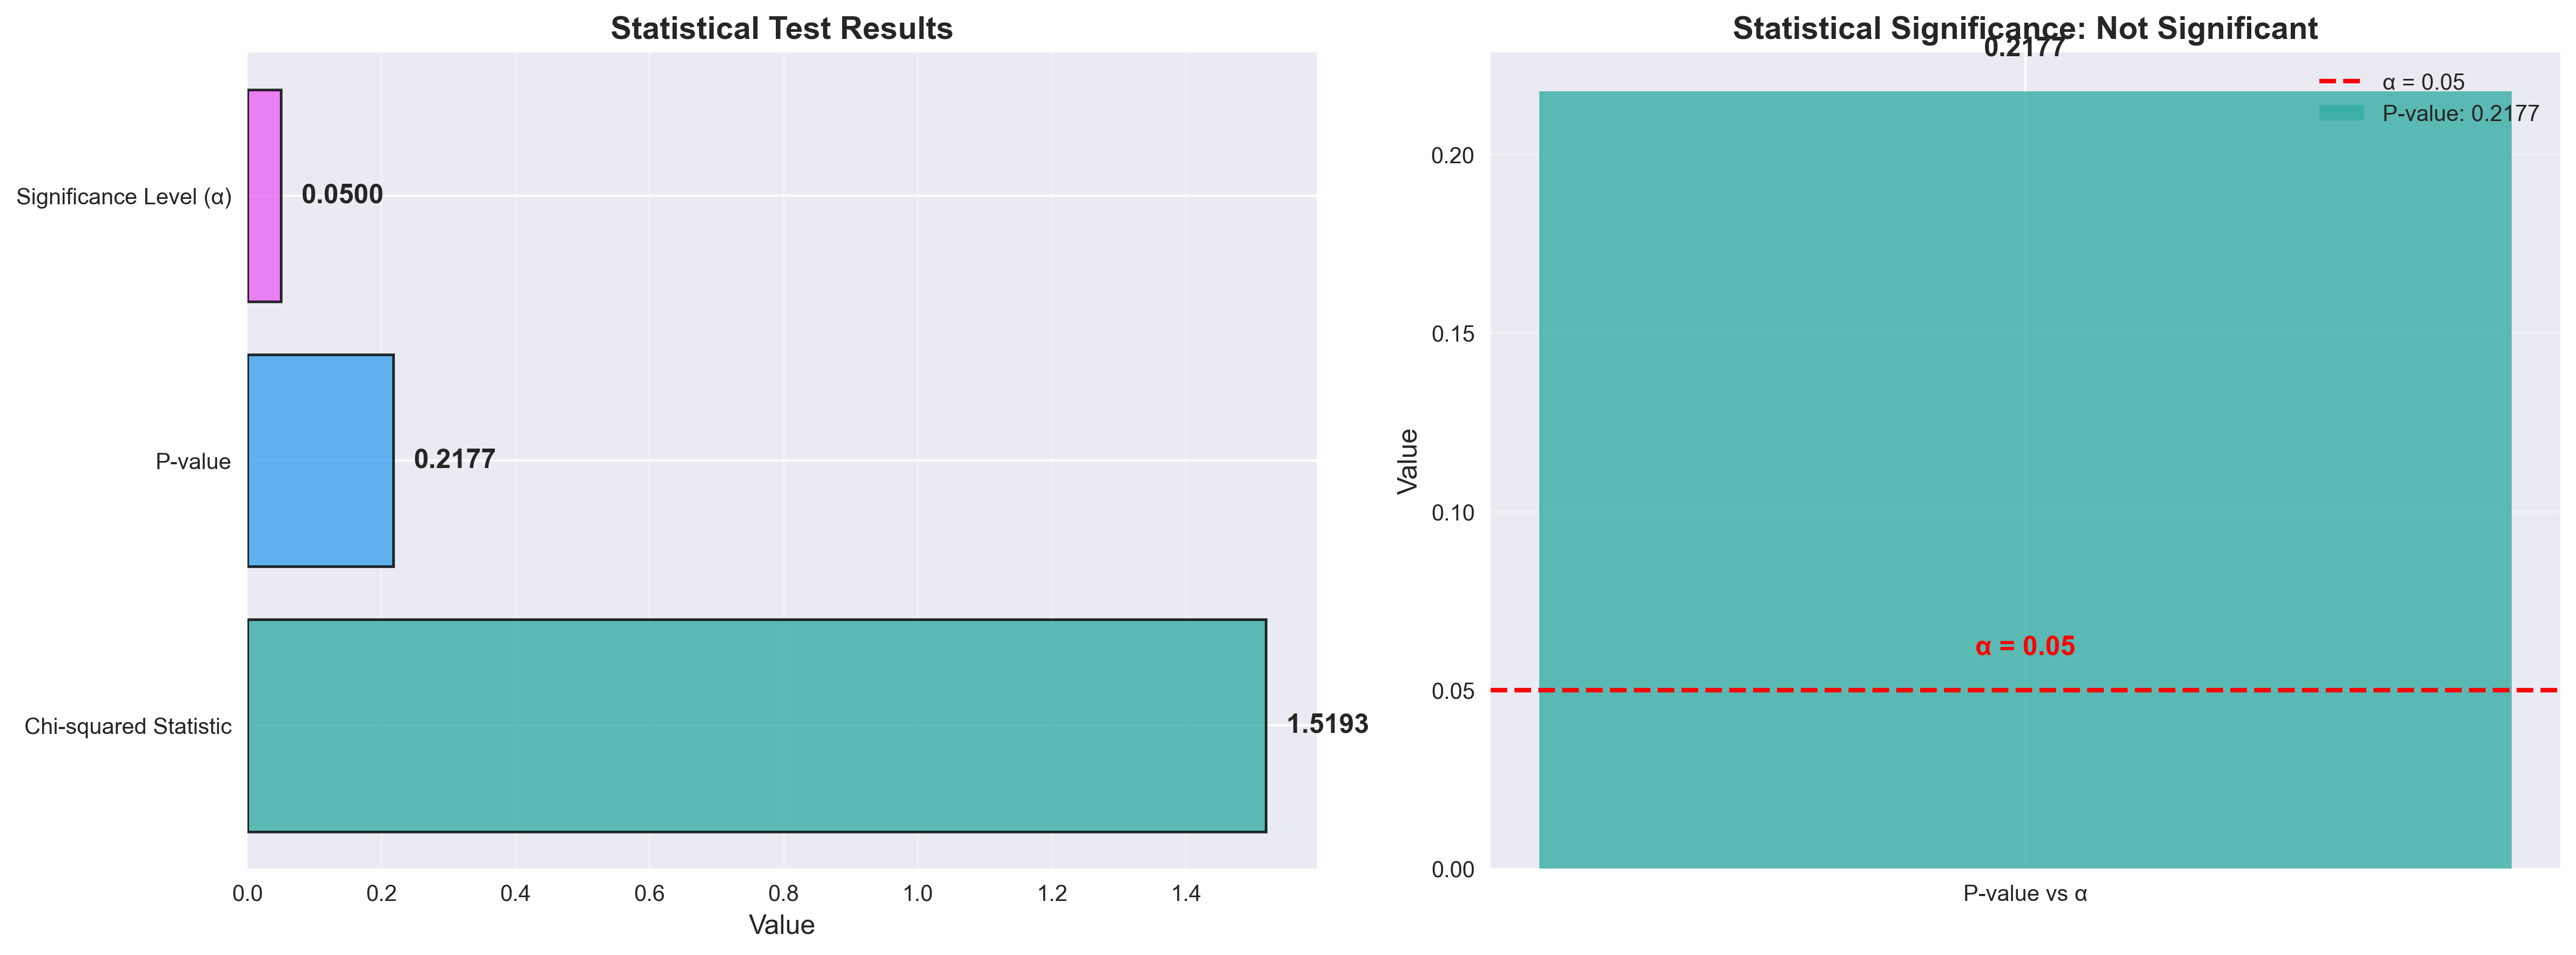 Statistical Test Results
Significance Level (α)
0.0500
P-value
0.2177
Chi-squared Statistic
1.5193
0.0
0.2
0.4
0.6
0.8
1.0
1.2
1.4
Value
Statistical Significance: Not Significant
0.2177
α = 0.05
P-value: 0.2177
0.20
0.15
0.10
0.05
0.00
Value
α = 0.05
P-value vs α